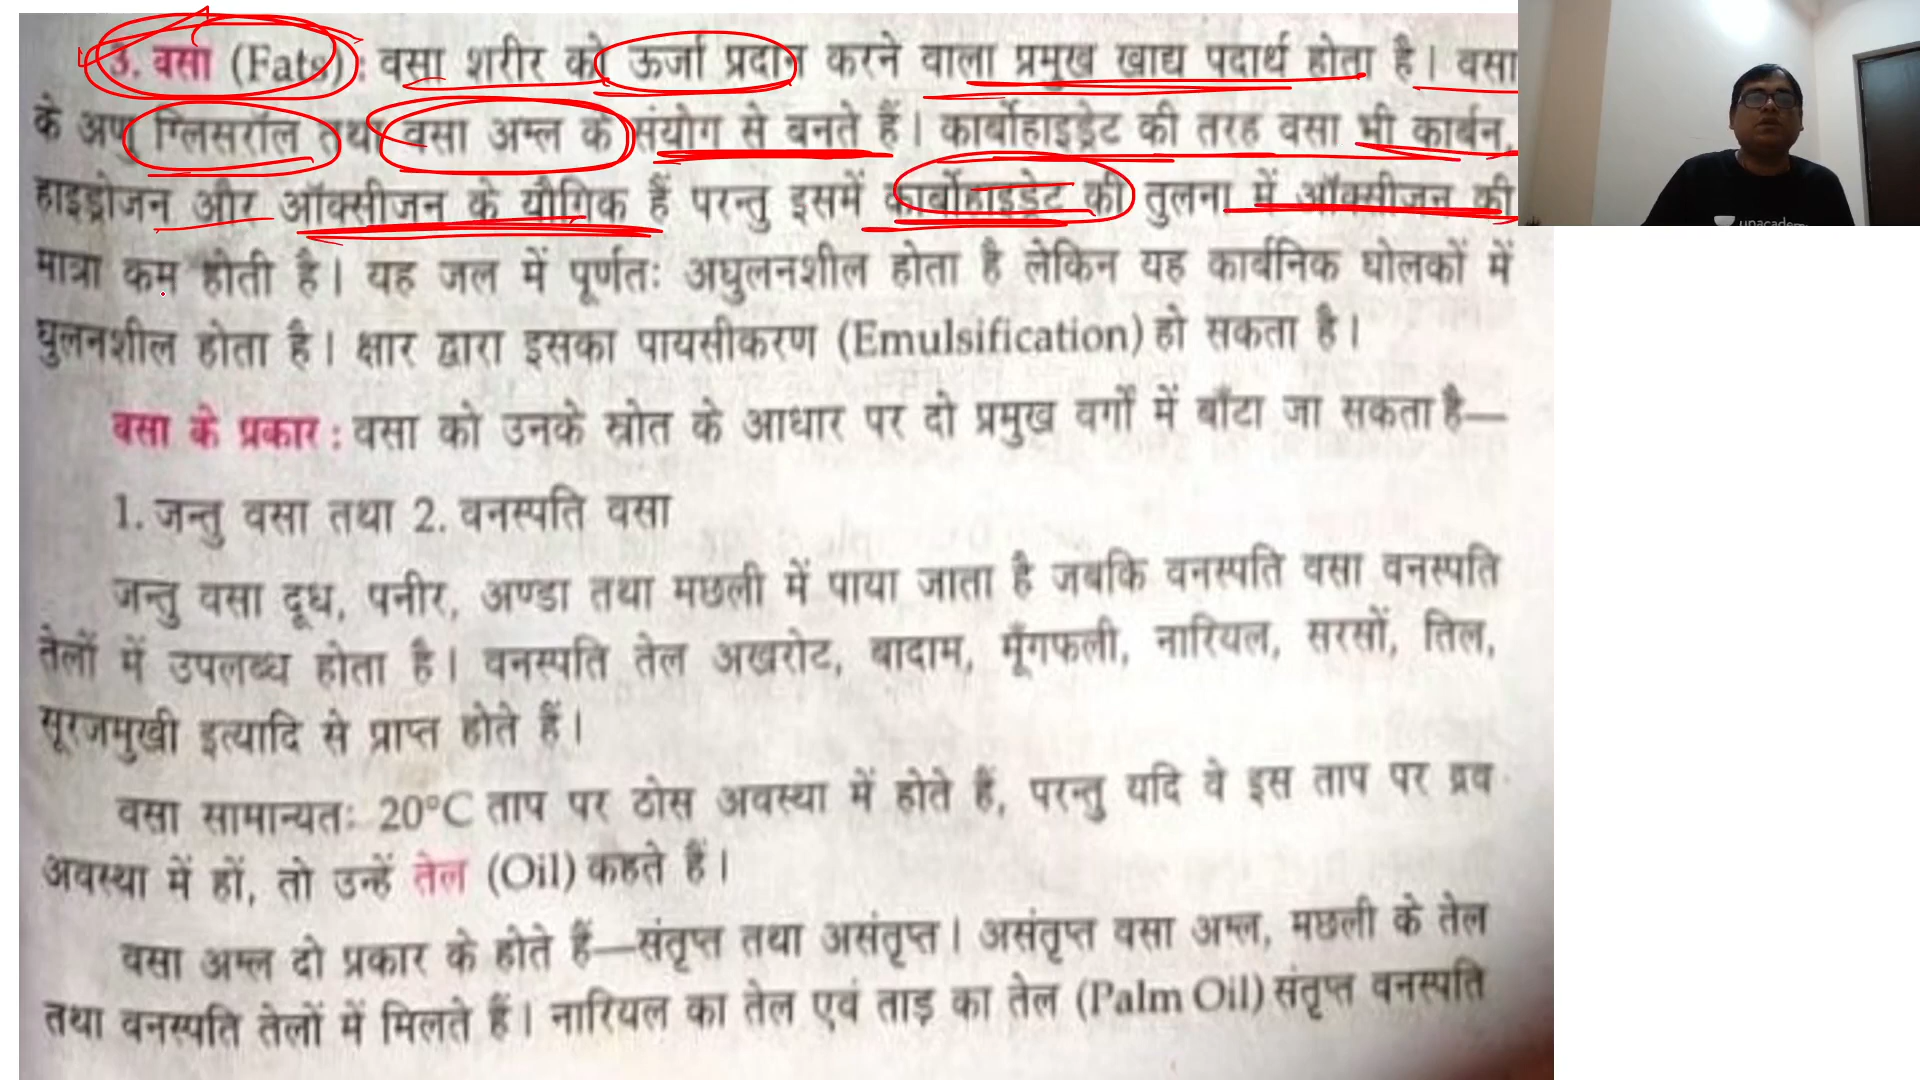 3. वसा (Fats) : वसा शरीर को ऊर्जा प्रदान करने वाला प्रमुख खाद्य पदार्थ होता है। वसा
के अणु ग्लिसरॉल तथा वसा अम्ल के संयोग से बनते हैं। कार्बोहाइड्रेट की तरह वसा भी कार्बन,
हाइड्रोजन और ऑक्सीजन के यौगिक हैं परन्तु इसमें कार्बोहाइड्रेट की तुलना में ऑक्सीजन की
मात्रा कम होती है। यह जल में पूर्णतः अघुलनशील होता है लेकिन यह कार्बनिक घोलकों में
घुलनशील होता है। क्षार द्वारा इसका पायसीकरण (Emulsification) हो सकता है।
वसा के प्रकार : वसा को उनके स्रोत के आधार पर दो प्रमुख वर्गों में बाँटा जा सकता है—
1. जन्तु वसा तथा 2. वनस्पति वसा
जन्तु वसा दूध, पनीर, अण्डा तथा मछली में पाया जाता है जबकि वनस्पति वसा वनस्पति
तेलों में उपलब्ध होता है। वनस्पति तेल अखरोट, बादाम, मूँगफली, नारियल, सरसों, तिल,
सूरजमुखी इत्यादि से प्राप्त होते हैं।
वसा सामान्यतः 20°C ताप पर ठोस अवस्था में होते हैं, परन्तु यदि वे इस ताप पर द्रव
अवस्था में हों, तो उन्हें तेल (Oil) कहते हैं।
वसा अम्ल दो प्रकार के होते हैं—संतृप्त तथा असंतृप्त। असंतृप्त वसा अम्ल, मछली के तेल
तथा वनस्पति तेलों में मिलते हैं। नारियल का तेल एवं ताड़ का तेल (Palm Oil) संतृप्त वनस्पति
unacademy